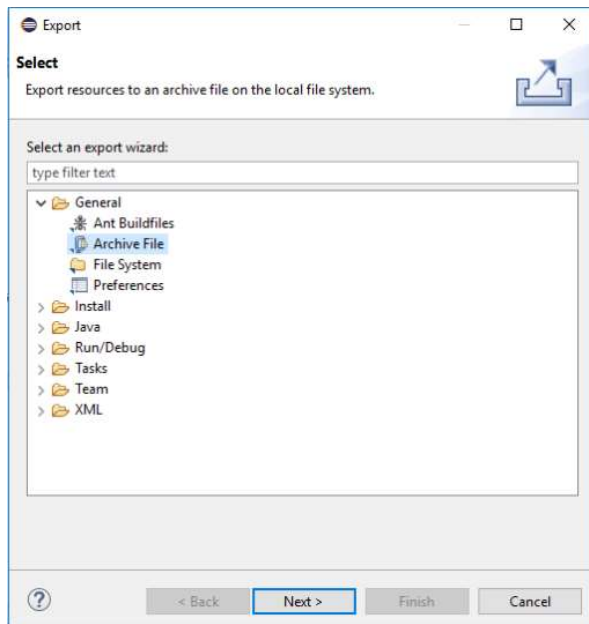 Export
Select
Export resources to an archive file on the local file system.
Select an export wizard:
type filter text
General
Ant Buildfiles
Archive File
File System
Preferences
Install
Java
Run/Debug
Tasks
Team
XML
? < Back Next > Finish Cancel